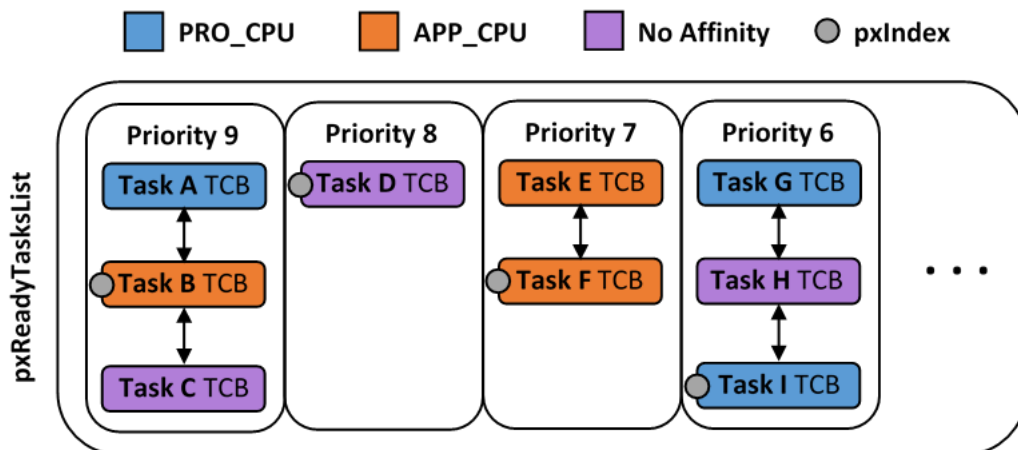 PRO_CPU APP_CPU No Affinity pxIndex
pxReadyTasksList
Priority 9
Task A TCB
Task B TCB
Task C TCB
Priority 8
Task D TCB
Priority 7
Task E TCB
Task F TCB
Priority 6
Task G TCB
Task H TCB
Task I TCB
...